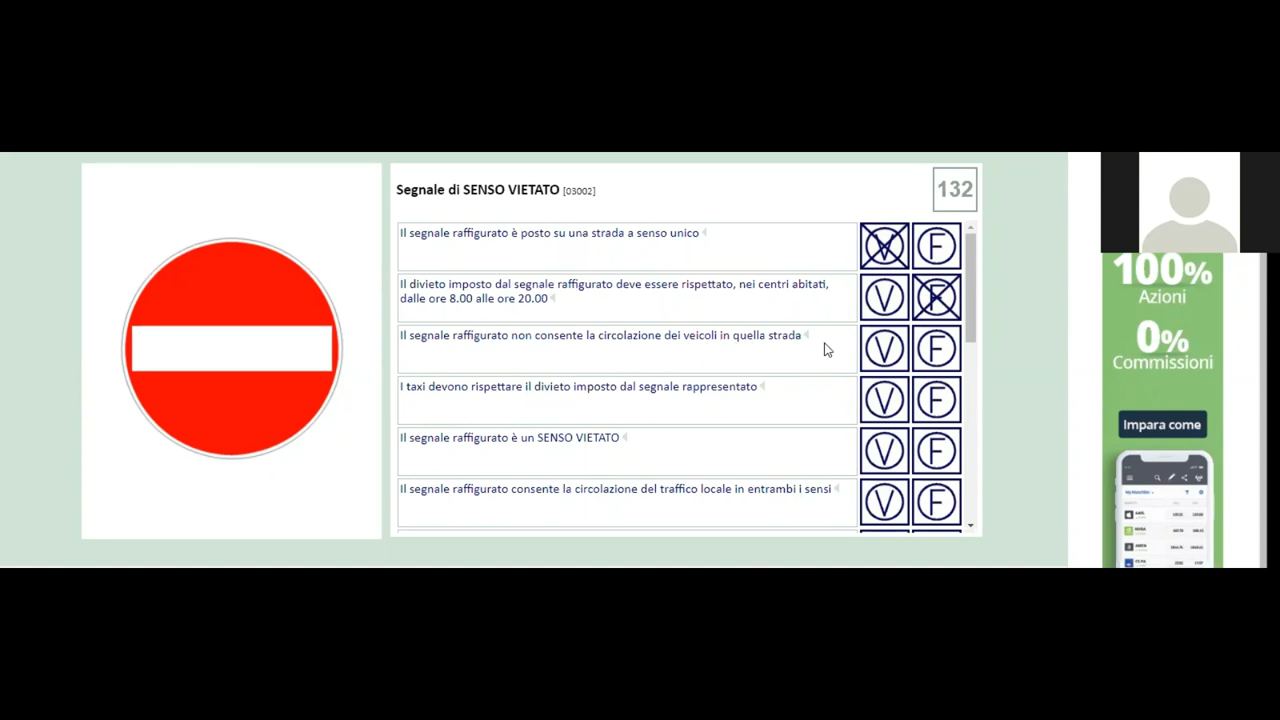 Segnale di SENSO VIETATO [03002]
132
Il segnale raffigurato è posto su una strada a senso unico
V F
Il divieto imposto dal segnale raffigurato deve essere rispettato, nei centri abitati,
dalle ore 8.00 alle ore 20.00
V F
Il segnale raffigurato non consente la circolazione dei veicoli in quella strada
V F
I taxi devono rispettare il divieto imposto dal segnale rappresentato
V F
Il segnale raffigurato è un SENSO VIETATO
V F
Il segnale raffigurato consente la circolazione del traffico locale in entrambi i sensi
V F
100%
Azioni
0%
Commissioni
Impara come